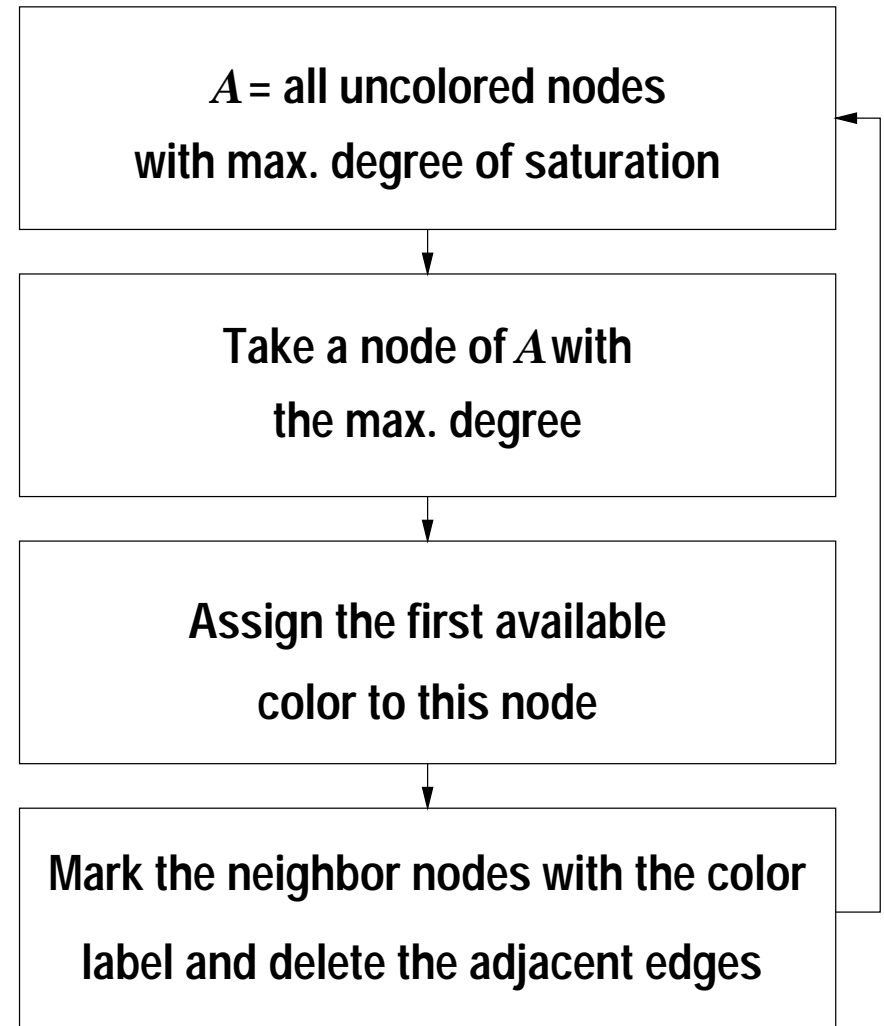 A = all uncolored nodes
with max. degree of saturation
Take a node of A with
the max. degree
Assign the first available
color to this node
Mark the neighbor nodes with the color
label and delete the adjacent edges